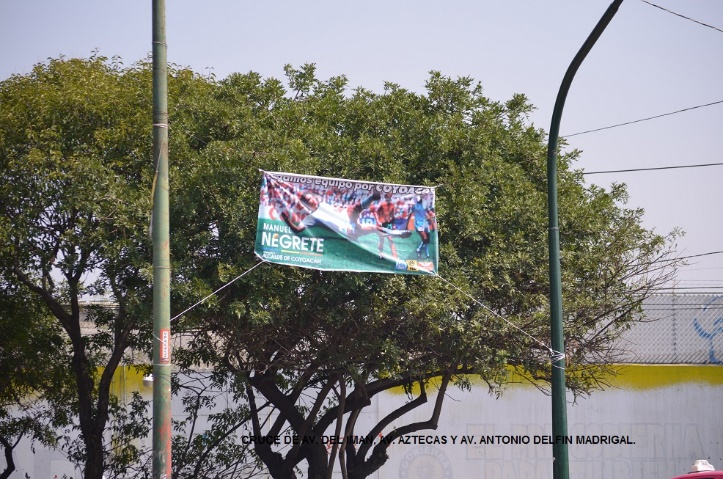 equipo por COYOACÁN
MANUEL
NEGRETE
ALCALDE DE COYOACÁN
CRUCE DE AV. DEL IMAN, AV. AZTECAS Y AV. ANTONIO DELFIN MADRIGAL.